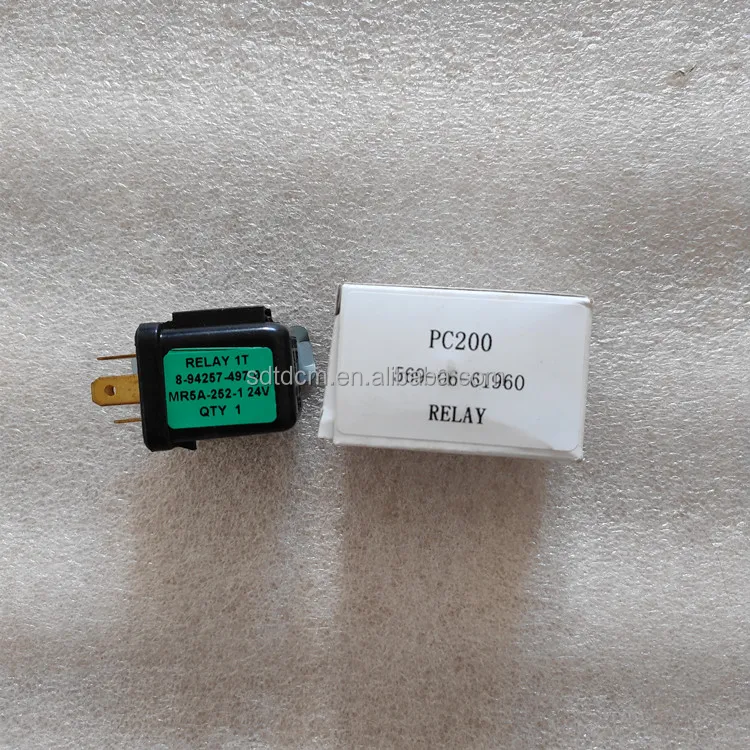 RELAY 1T
8-94257-497
MR5A-252-1 24V
QTY 1
sdtdcm.en.alibaba.com
PC200
RELAY